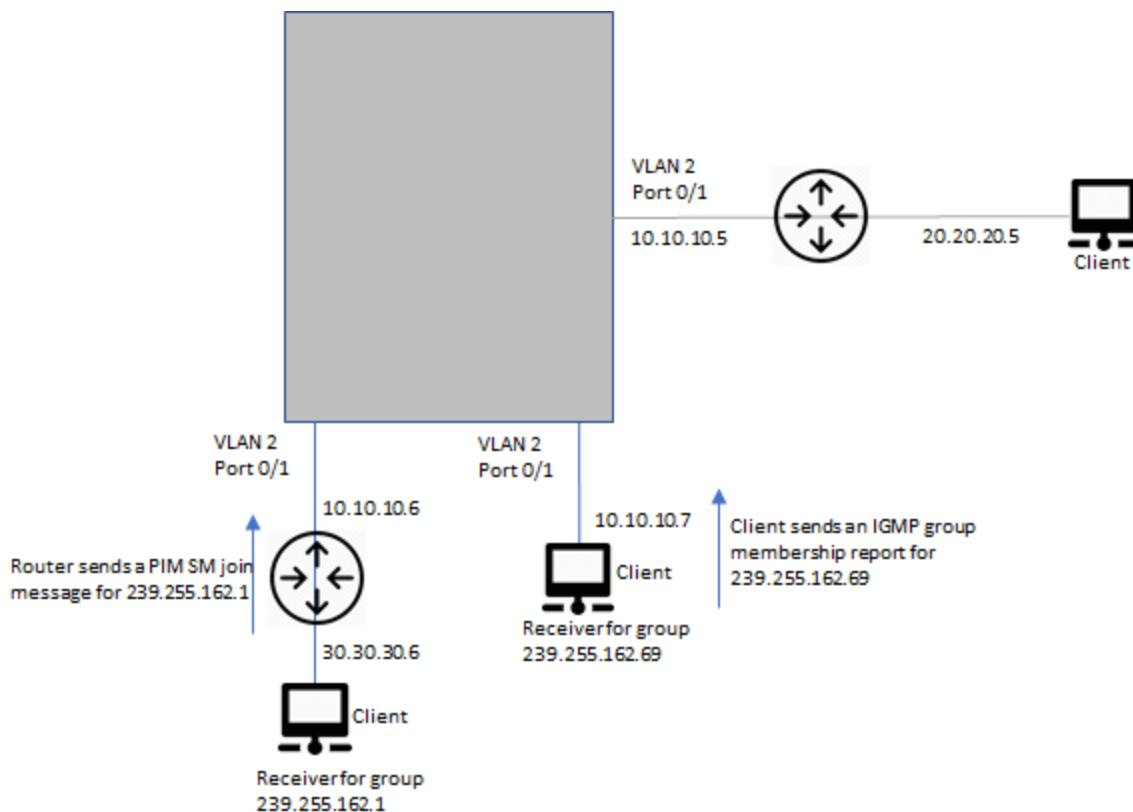 VLAN 2
Port 0/1
10.10.10.5
20.20.20.5
Client
VLAN 2
Port 0/1
VLAN 2
Port 0/1
10.10.10.6
10.10.10.7
Router sends a PIM SM join
message for 239.255.162.1
Client
Client sends an IGMP group
membership report for
239.255.162.69
Receiver for group
239.255.162.69
30.30.30.6
Client
Receiver for group
239.255.162.1